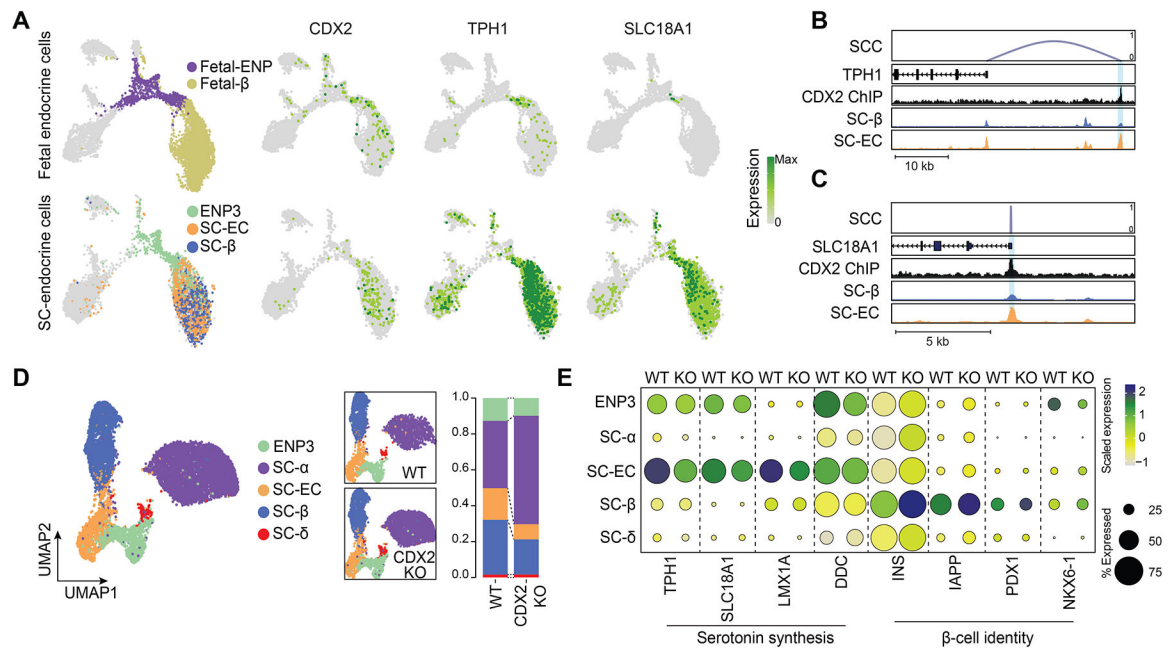 A
Fetal endocrine cells
Fetal-ENP
Fetal-β
CDX2
TPH1
SLC18A1
SC-endocrine cells
ENP3
SC-EC
SC-β
Expression
Max
0
B
SCC
1
0
TPH1
CDX2 ChIP
SC-β
SC-EC
10 kb
C
SCC
1
0
SLC18A1
CDX2 ChIP
SC-β
SC-EC
5 kb
D
UMAP2
UMAP1
ENP3
SC-α
SC-EC
SC-β
SC-δ
WT
CDX2
KO
1.0
0.8
0.6
0.4
0.2
0.0
WT-
CDX2-
KO
E
WT KO WT KO WT KO WT KO WT KO WT KO WT KO WT KO
ENP3
SC-α
SC-EC
SC-β
SC-δ
TPH1
SLC18A1
LMX1A
DDC
INS
IAPP
PDX1
NKX6-1
Serotonin synthesis
β-cell identity
Scaled expression
2
1
0
−1
% Expressed
25
50
75